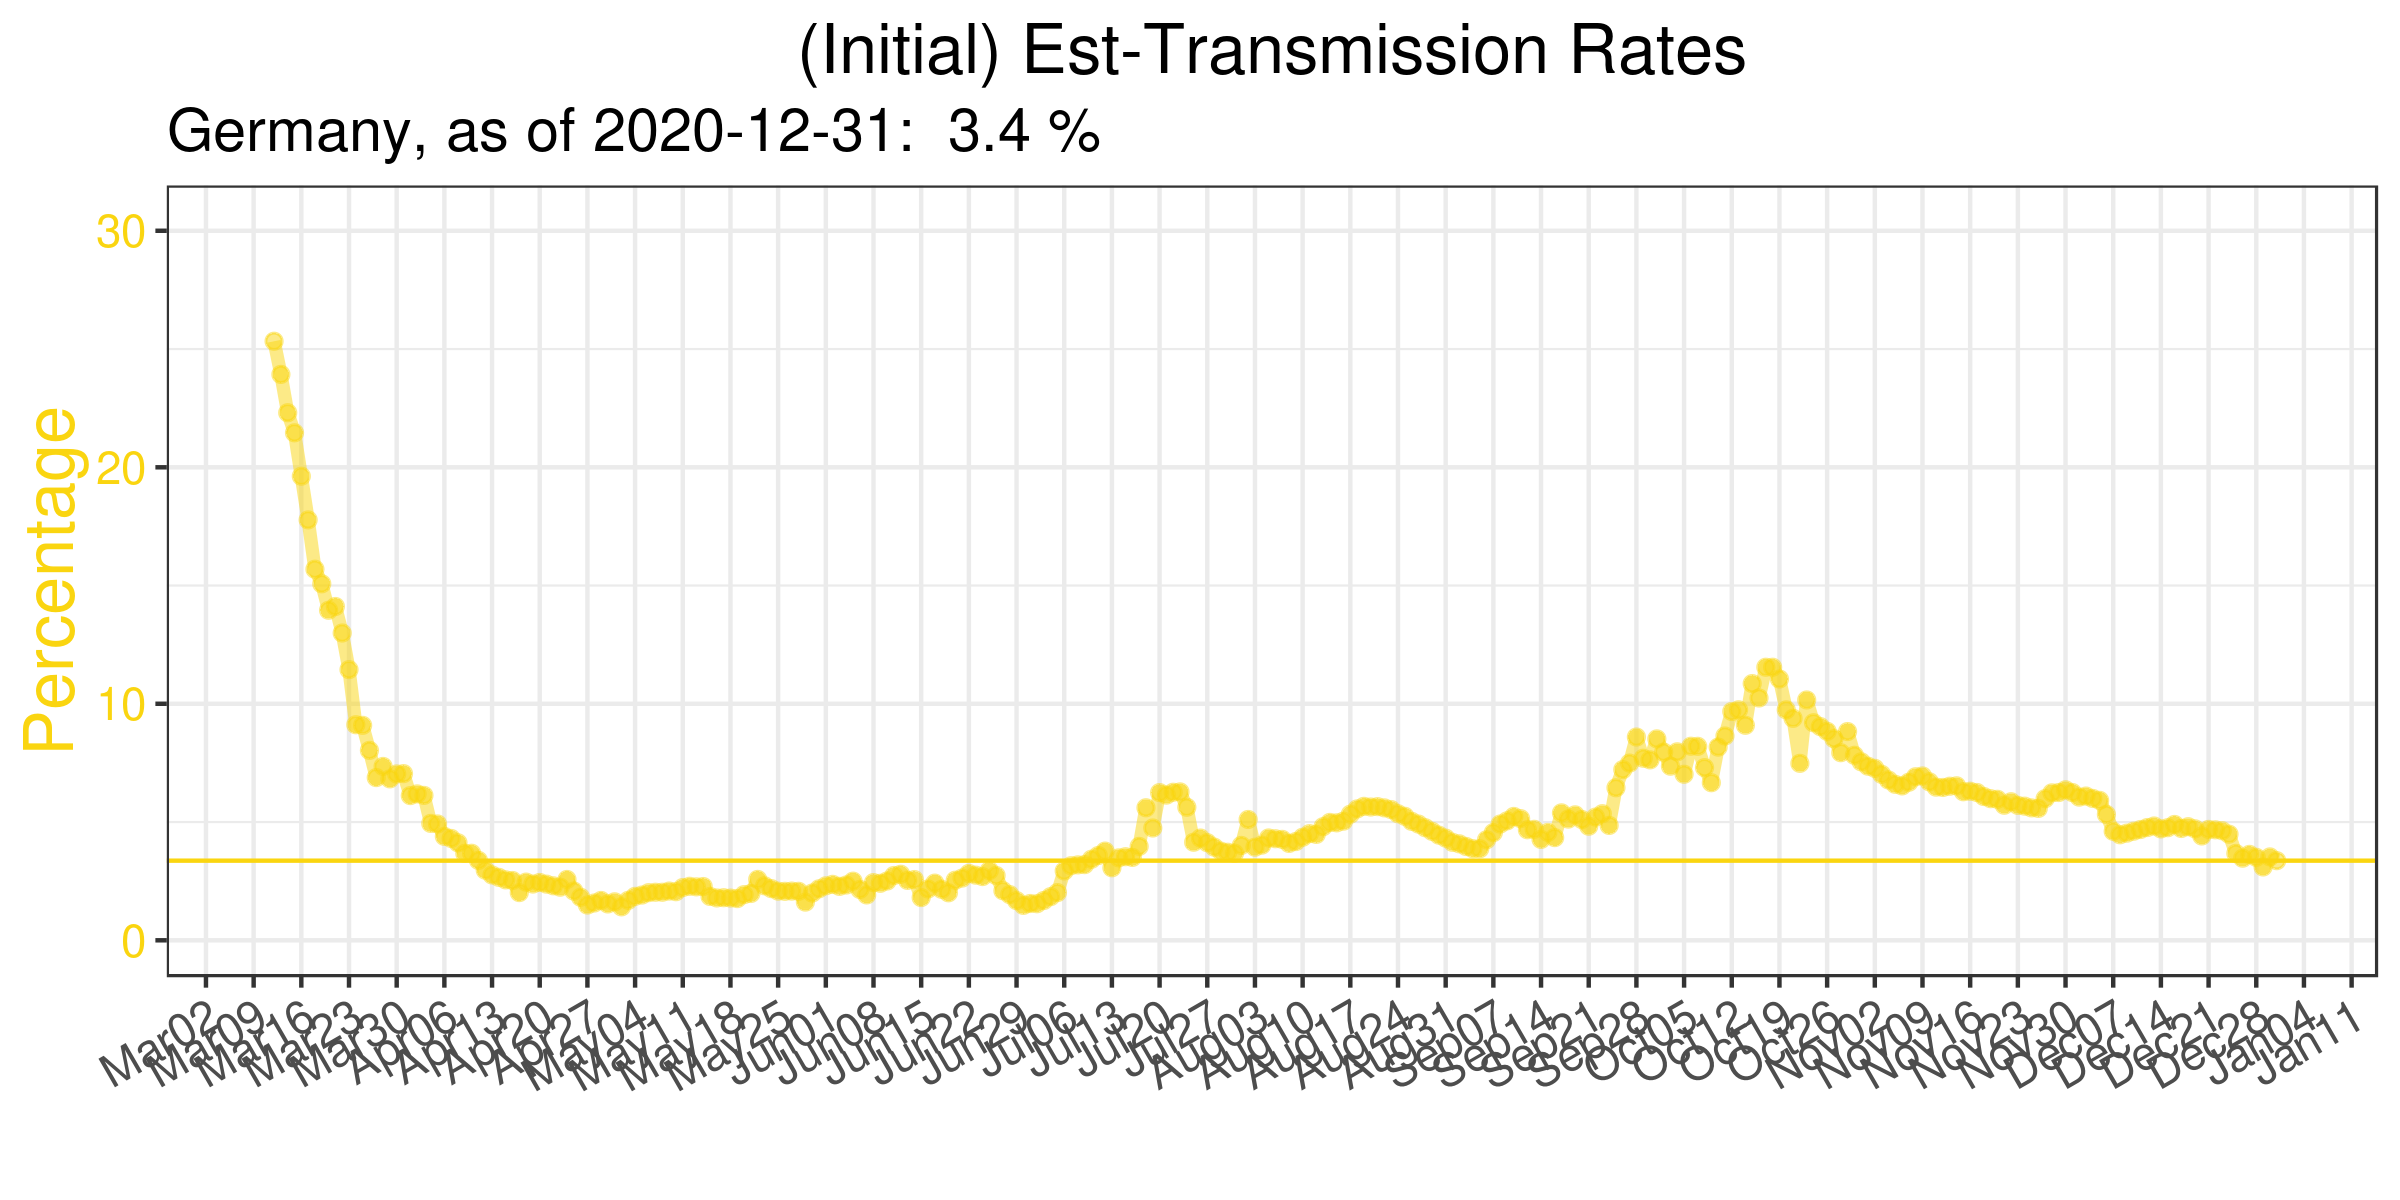 (Initial) Est-Transmission Rates
Germany, as of 2020-12-31:  3.4 %
Percentage
30
20
10
0
Mar02
Mar09
Mar16
Mar23
Mar30
Apr06
Apr13
Apr20
Apr27
May04
May11
May18
May25
Jun01
Jun08
Jun15
Jun22
Jun29
Jul06
Jul13
Jul20
Jul27
Aug03
Aug10
Aug17
Aug24
Aug31
Sep07
Sep14
Sep21
Sep28
Oct05
Oct12
Oct19
Oct26
Nov02
Nov09
Nov16
Nov23
Nov30
Dec07
Dec14
Dec21
Dec28
Jan04
Jan11